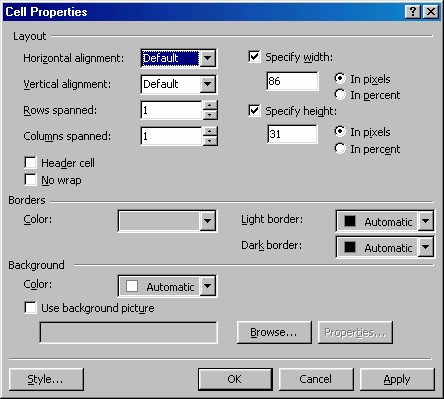 Cell Properties
Layout
Horizontal alignment: Default
Specify width:
Vertical alignment: Default
86
In pixels
In percent
Rows spanned: 1
Specify height:
Columns spanned: 1
31
In pixels
In percent
Header cell
No wrap
Borders
Color:
Light border: Automatic
Dark border: Automatic
Background
Color: Automatic
Use background picture
Browse... Properties...
Style... OK Cancel Apply